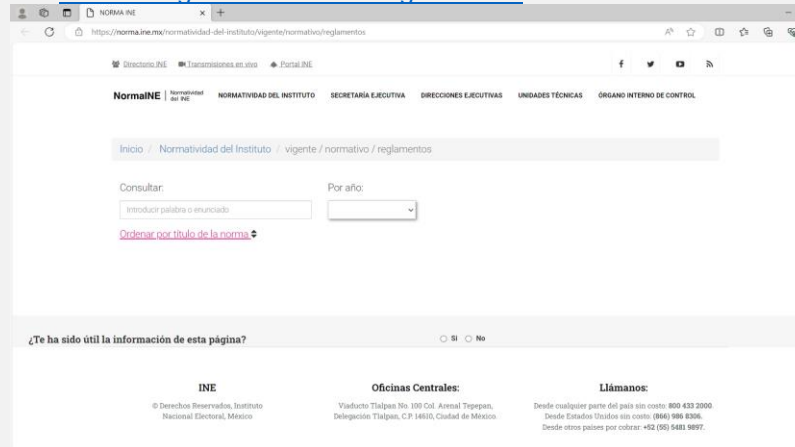 NORMA INE
https://norma.ine.mx/normatividad-del-instituto/vigente/normativo/reglamentos
Directorio INE Transmisiones en vivo Portal INE
NormaINE | Normatividad del INE
NORMATIVIDAD DEL INSTITUTO SECRETARÍA EJECUTIVA DIRECCIONES EJECUTIVAS UNIDADES TÉCNICAS ÓRGANO INTERNO DE CONTROL
Inicio / Normatividad del Instituto / vigente / normativo / reglamentos
Consultar: Por año:
Introducir palabra o enunciado
Ordenar por título de la norma
¿Te ha sido útil la información de esta página? Si No
INE
© Derechos Reservados, Instituto
Nacional Electoral, México
Oficinas Centrales:
Viaducto Tlalpan No. 100 Col. Arenal Tepepan,
Delegación Tlalpan, C.P. 14610, Ciudad de México.
Llámanos:
Desde cualquier parte del país sin costo: 800 433 2000.
Desde Estados Unidos sin costo: (866) 986 8306.
Desde otros países por cobrar: +52 (55) 5481 9897.